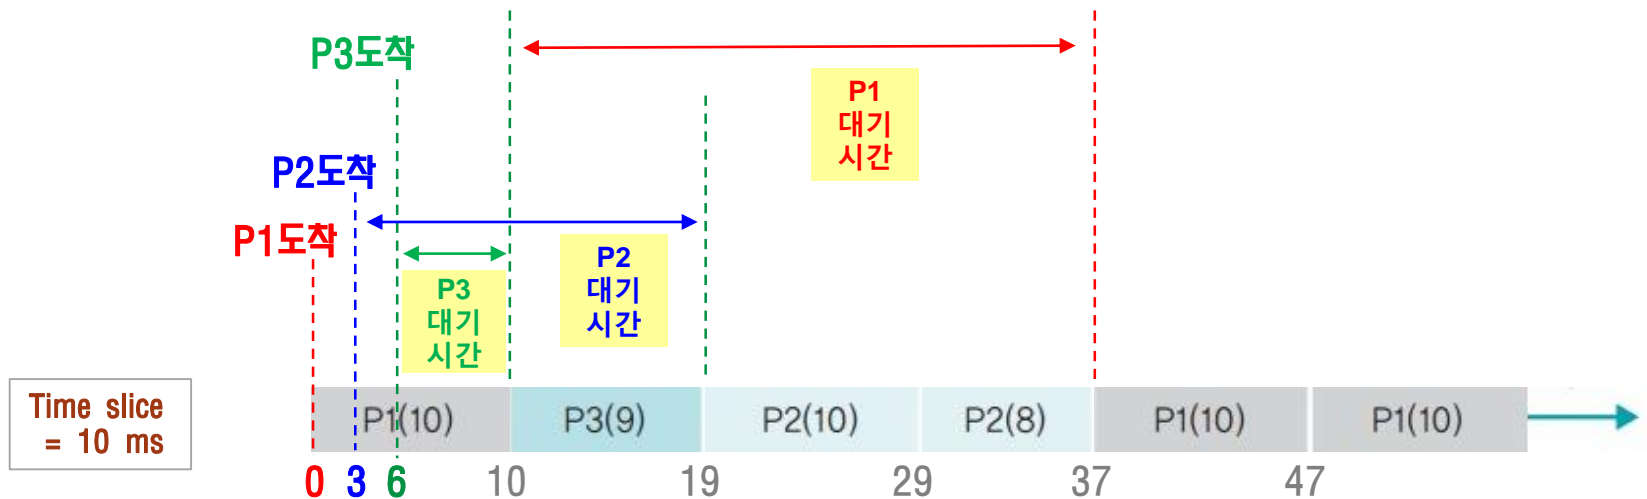 P3도착
P1
대기
시간
P2도착
P1도착
P2
대기
시간
P3
대기
시간
Time slice
= 10 ms
P1(10)
P3(9)
P2(10)
P2(8)
P1(10)
P1(10)
0
3
6
10
19
29
37
47